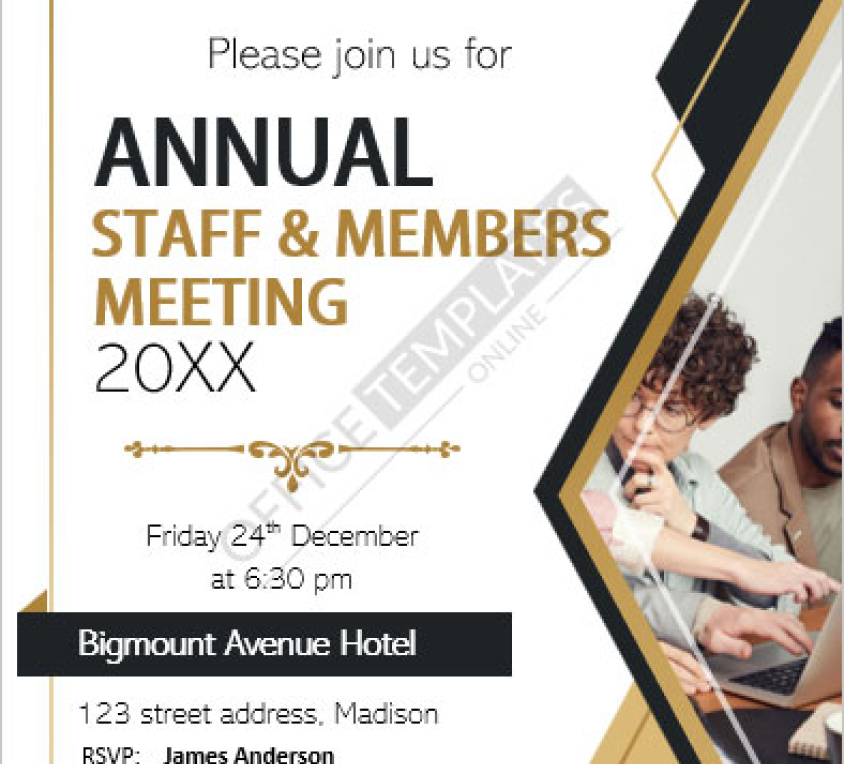 Please join us for
ANNUAL
STAFF & MEMBERS
MEETING
20XX
OFFICE TEMPLATES
ONLINE
Friday 24th December
at 6:30 pm
Bigmount Avenue Hotel
123 street address, Madison
RSVP: James Anderson